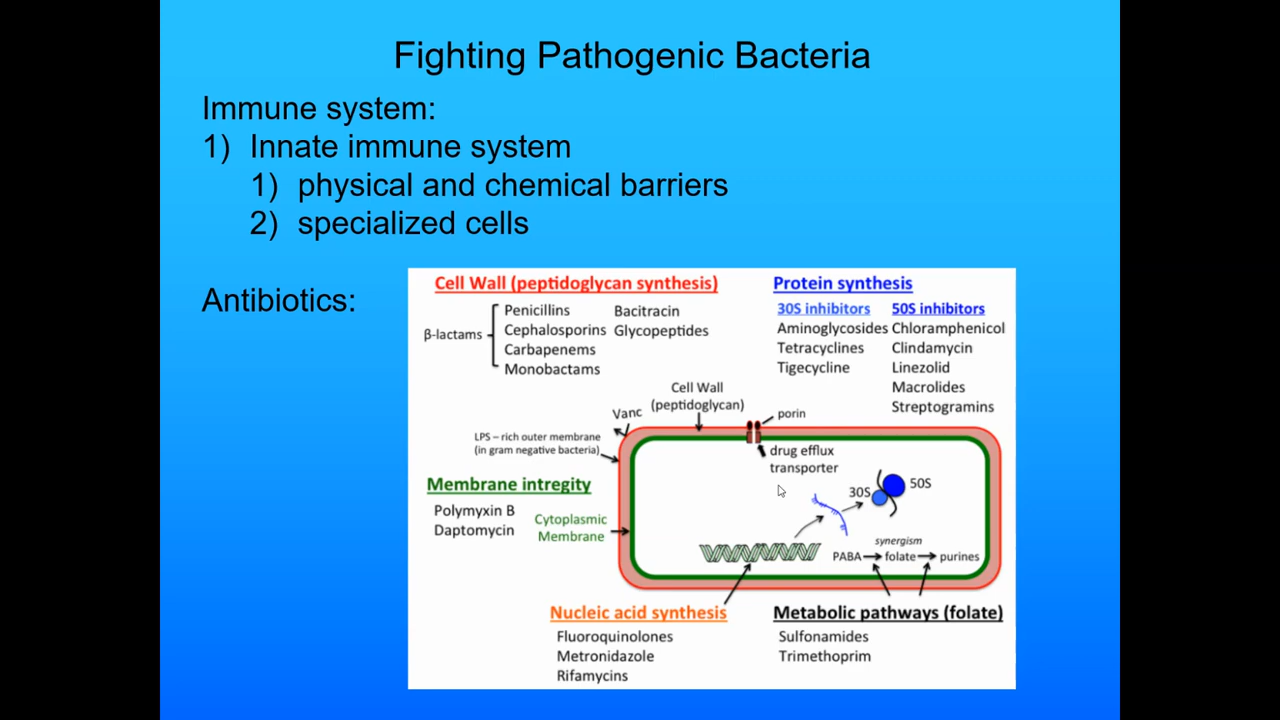 Fighting Pathogenic Bacteria
Immune system:
1) Innate immune system
1) physical and chemical barriers
2) specialized cells
Antibiotics:
Cell Wall (peptidoglycan synthesis)
β-lactams
Penicillins
Cephalosporins
Carbapenems
Monobactams
Bacitracin
Glycopeptides
Protein synthesis
30S inhibitors
Aminoglycosides
Tetracyclines
Tigecycline
50S inhibitors
Chloramphenicol
Clindamycin
Linezolid
Macrolides
Streptogramins
Cell Wall
(peptidoglycan)
Vanc
porin
LPS – rich outer membrane
(in gram negative bacteria)
drug efflux
transporter
Membrane intregity
Polymyxin B
Daptomycin
Cytoplasmic
Membrane
30S
50S
synergism
PABA folate purines
Nucleic acid synthesis
Fluoroquinolones
Metronidazole
Rifamycins
Metabolic pathways (folate)
Sulfonamides
Trimethoprim